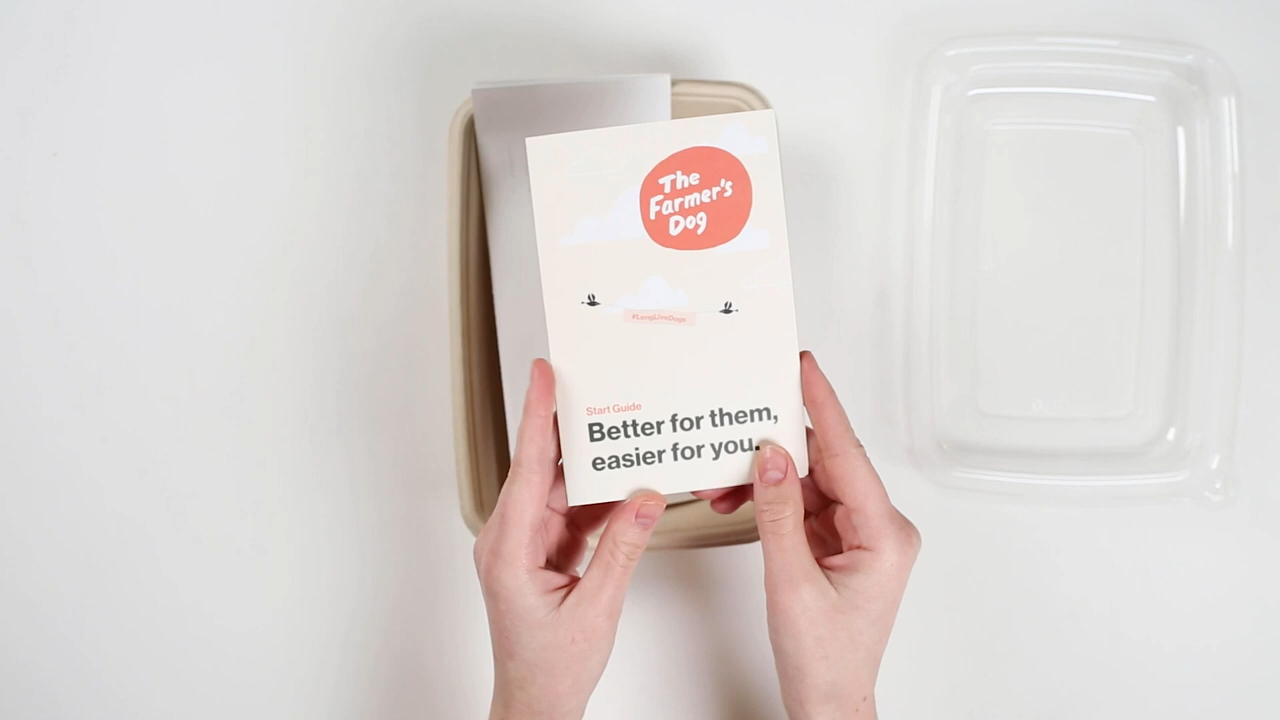 The
Farmer's
Dog
#LongLiveDogs
Start Guide
Better for them,
easier for you.